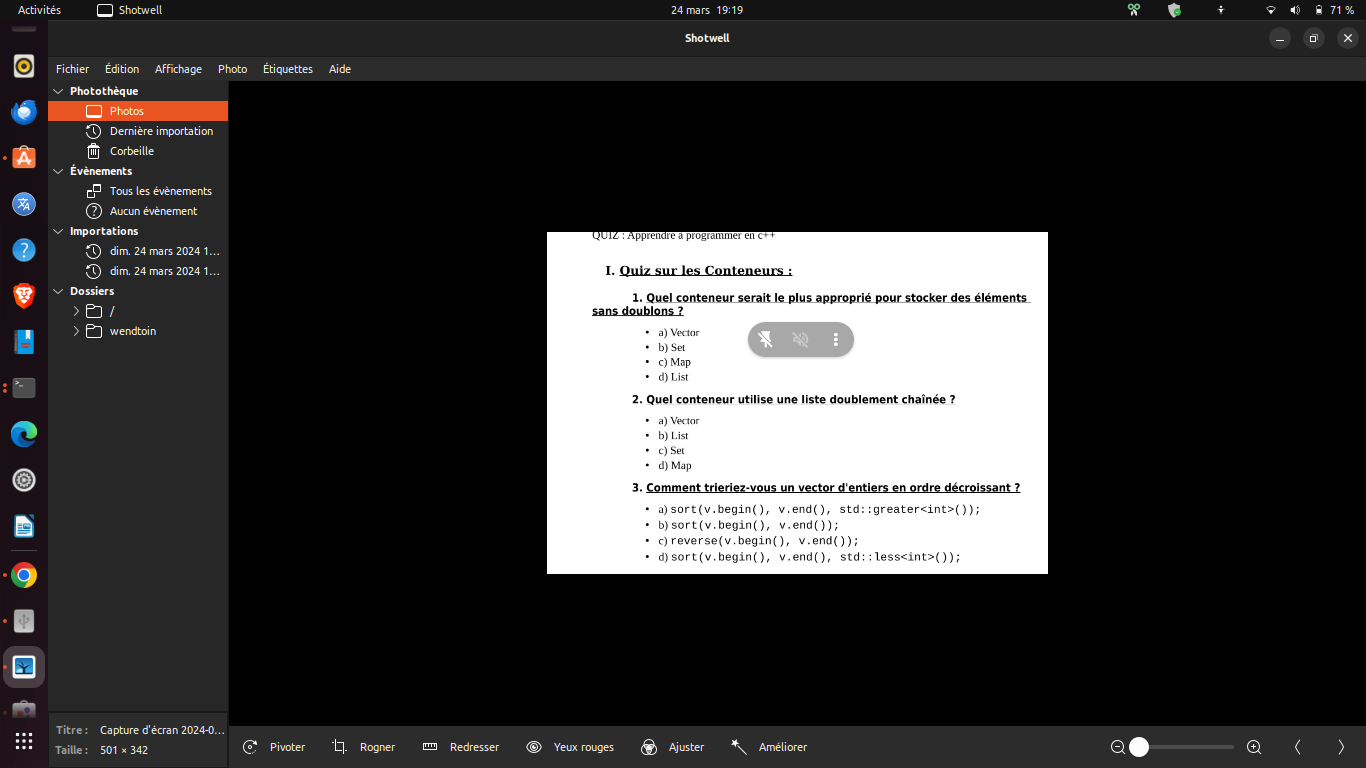 Activités
Shotwell
24 mars 19:19
71 %
Shotwell
Fichier Édition Affichage Photo Étiquettes Aide
Photothèque
Photos
Dernière importation
Corbeille
Évènements
Tous les évènements
Aucun évènement
Importations
dim. 24 mars 2024 1...
dim. 24 mars 2024 1...
Dossiers
/
wendtoin
QUIZ : Apprendre à programmer en c++
I. Quiz sur les Conteneurs :
1. Quel conteneur serait le plus approprié pour stocker des éléments
sans doublons ?
• a) Vector
• b) Set
• c) Map
• d) List
2. Quel conteneur utilise une liste doublement chaînée ?
• a) Vector
• b) List
• c) Set
• d) Map
3. Comment trieriez-vous un vector d'entiers en ordre décroissant ?
• a) sort(v.begin(), v.end(), std::greater<int>());
• b) sort(v.begin(), v.end());
• c) reverse(v.begin(), v.end());
• d) sort(v.begin(), v.end(), std::less<int>());
Titre : Capture d'écran 2024-0...
Taille : 501 × 342
Pivoter Rogner Redresser Yeux rouges Ajuster Améliorer